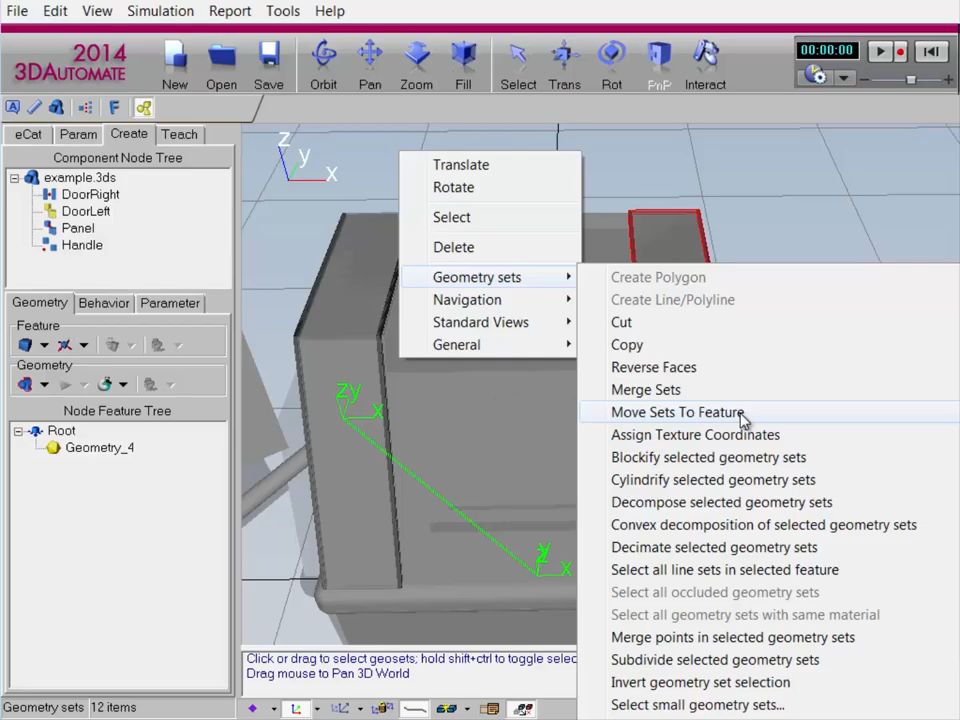 File Edit View Simulation Report Tools Help
2014
3DAUTOMATE
New Open Save Orbit Pan Zoom Fill Select Trans Rot PnP Interact
00:00:00
A F
eCat Param Create Teach
Component Node Tree
example.3ds
DoorRight
DoorLeft
Panel
Handle
Geometry Behavior Parameter
Feature
Geometry
Node Feature Tree
Root
Geometry_4
Geometry sets 12 items
z
y
x
Translate
Rotate
Select
Delete
Geometry sets
Navigation
Standard Views
General
Create Polygon
Create Line/Polyline
Cut
Copy
Reverse Faces
Merge Sets
Move Sets To Feature
Assign Texture Coordinates
Blockify selected geometry sets
Cylindrify selected geometry sets
Decompose selected geometry sets
Convex decomposition of selected geometry sets
Decimate selected geometry sets
Select all line sets in selected feature
Select all occluded geometry sets
Select all geometry sets with same material
Merge points in selected geometry sets
Subdivide selected geometry sets
Invert geometry set selection
Select small geometry sets...
zy
x
y
x
Click or drag to select geosets; hold shift+ctrl to toggle selec
Drag mouse to Pan 3D World